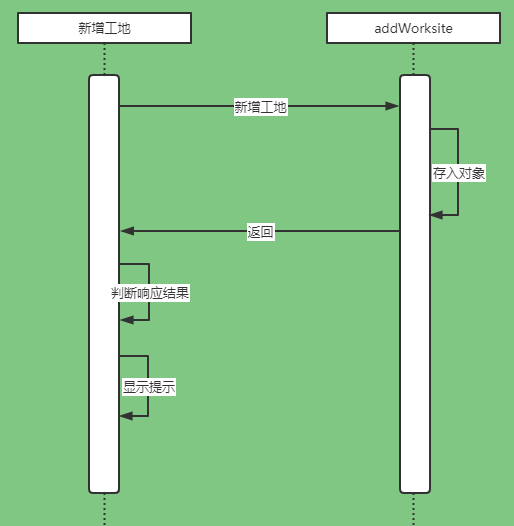 新增工地
addWorksite
新增工地
存入对象
返回
判断响应结果
显示提示